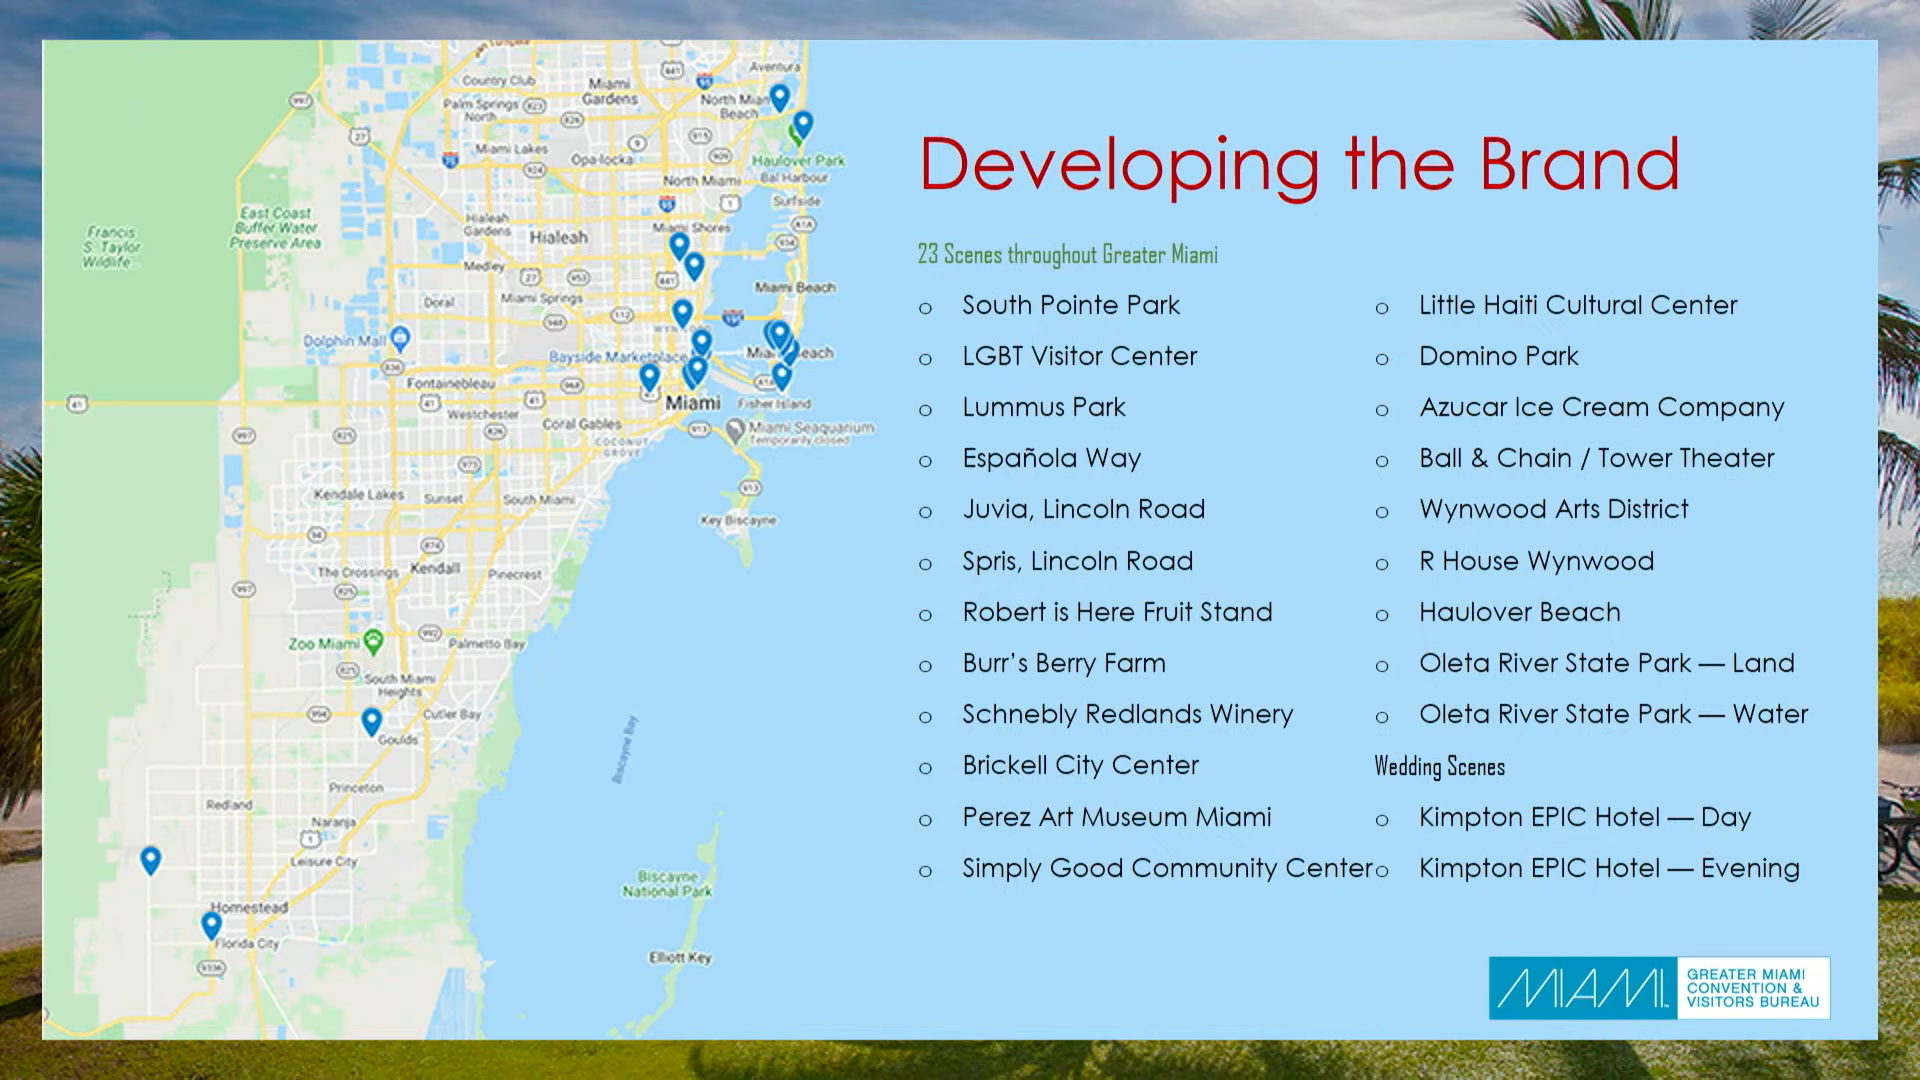 Developing the Brand
23 Scenes throughout Greater Miami
South Pointe Park
LGBT Visitor Center
Lummus Park
Española Way
Juvia, Lincoln Road
Spris, Lincoln Road
Robert is Here Fruit Stand
Burr's Berry Farm
Schnebly Redlands Winery
Brickell City Center
Perez Art Museum Miami
Simply Good Community Center
Little Haiti Cultural Center
Domino Park
Azucar Ice Cream Company
Ball & Chain / Tower Theater
Wynwood Arts District
R House Wynwood
Haulover Beach
Oleta River State Park — Land
Oleta River State Park — Water
Wedding Scenes
Kimpton EPIC Hotel — Day
Kimpton EPIC Hotel — Evening
MIAMI
GREATER MIAMI
CONVENTION &
VISITORS BUREAU
Aventura
Country Club
Miami
Gardens
Palm Springs
North
North Miami
Beach
Miami Lakes
Opa-locka
Haulover Park
Bal Harbour
North Miami
Surfside
East Coast
Buffer Water
Preserve Area
Francis
S. Taylor
Wildlife...
Hialeah
Gardens
Hialeah
Miami Shores
Medley
Miami Springs
Doral
Miami Beach
Dolphin Mall
Bayside Marketplace
Fontainebleau
Westchester
Miami
Fisher Island
Coral Gables
COCONUT
GROVE
Miami Seaquarium
Temporarily closed
Kendale Lakes
Sunset
South Miami
Key Biscayne
The Crossings
Kendall
Pinecrest
Zoo Miami
Palmetto Bay
South Miami
Heights
Cutler Bay
Goulds
Biscayne Bay
Princeton
Redland
Naranja
Leisure City
Biscayne
National Park
Homestead
Florida City
Elliott Key